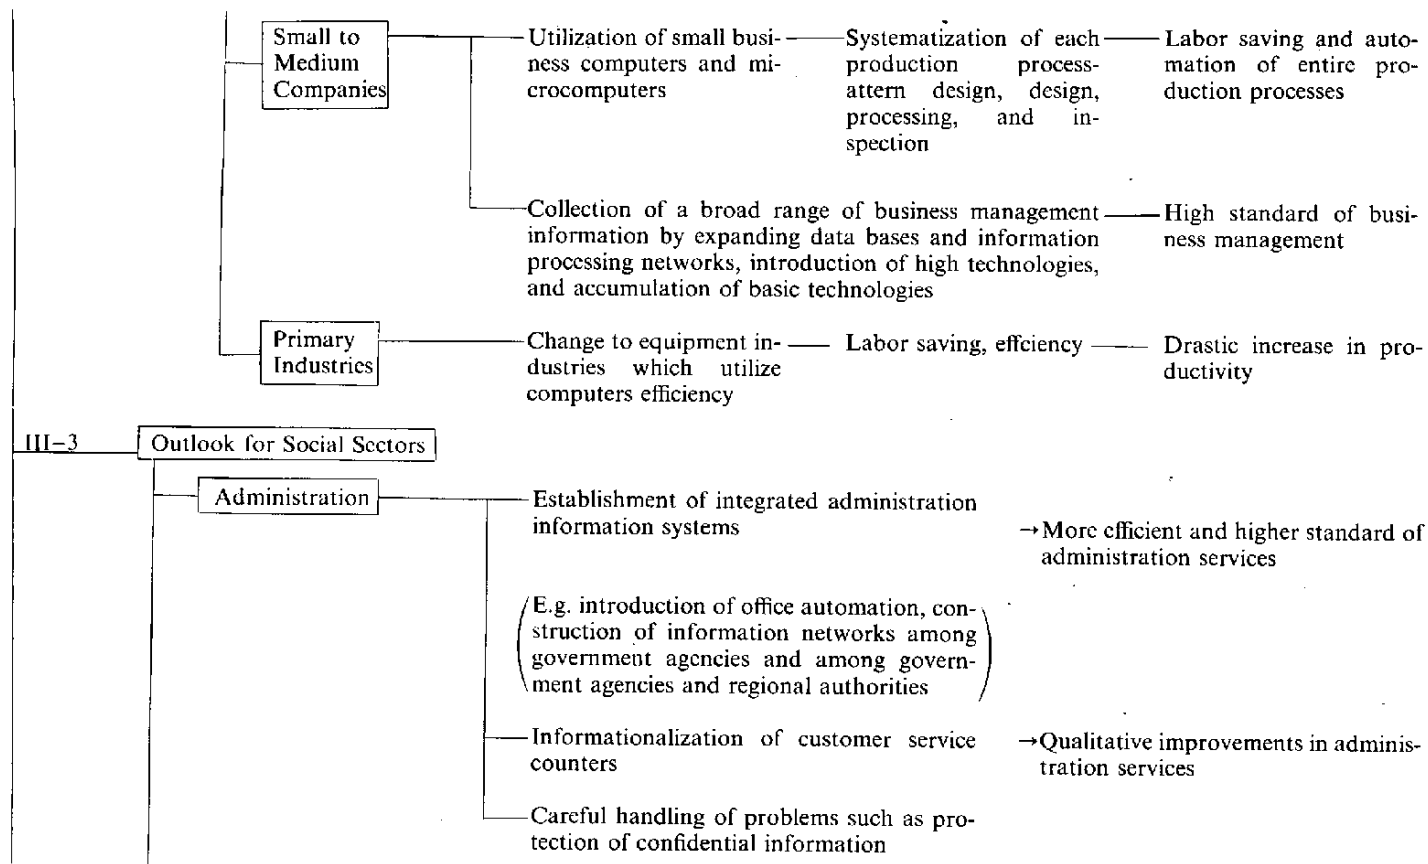 Small to
Medium
Companies
Utilization of small busi-
ness computers and mi-
crocomputers
Systematization of each
production process-
attern design, design,
processing, and in-
spection
Labor saving and auto-
mation of entire pro-
duction processes
Collection of a broad range of business management
information by expanding data bases and information
processing networks, introduction of high technologies,
and accumulation of basic technologies
High standard of busi-
ness management
Primary
Industries
Change to equipment in-
dustries which utilize
computers efficiency
Labor saving, effciency
Drastic increase in pro-
ductivity
III-3
Outlook for Social Sectors
Administration
Establishment of integrated administration
information systems
→More efficient and higher standard of
administration services
(E.g. introduction of office automation, con-
struction of information networks among
government agencies and among govern-
ment agencies and regional authorities)
Informationalization of customer service
counters
→Qualitative improvements in adminis-
tration services
Careful handling of problems such as pro-
tection of confidential information